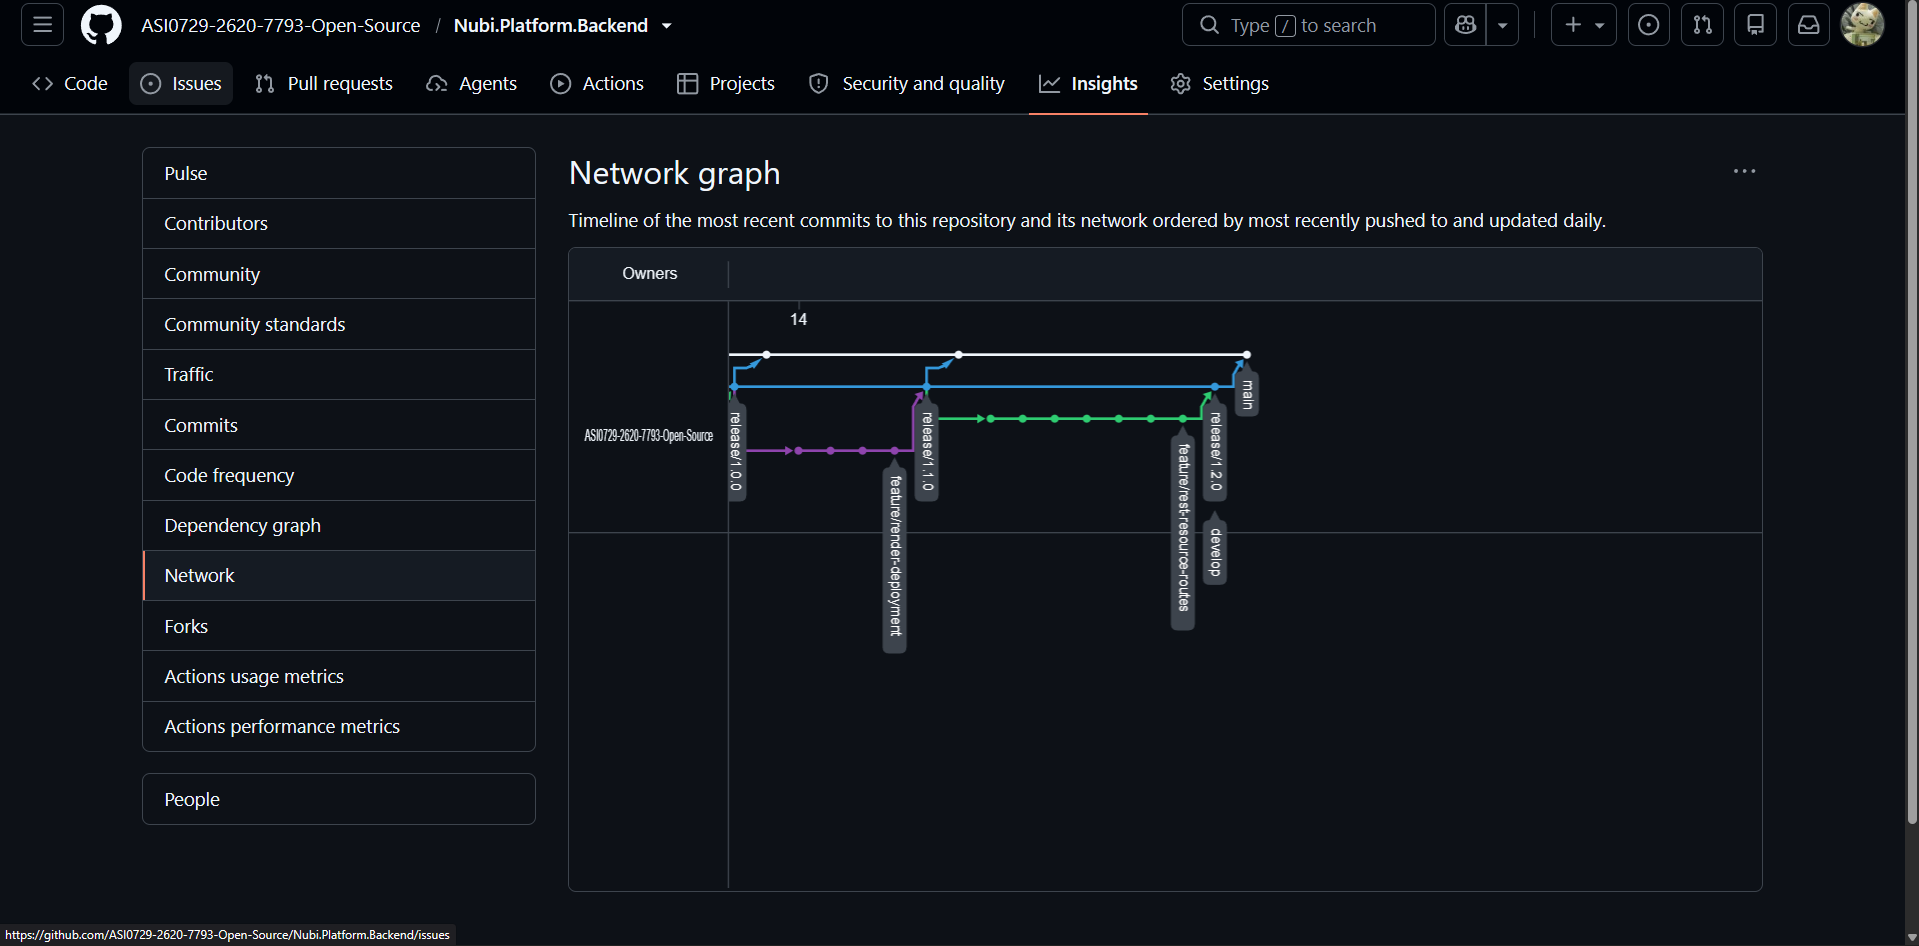 ASI0729-2620-7793-Open-Source / Nubi.Platform.Backend
Type / to search
Code Issues Pull requests Agents Actions Projects Security and quality Insights Settings
Pulse
Contributors
Community
Community standards
Traffic
Commits
Code frequency
Dependency graph
Network
Forks
Actions usage metrics
Actions performance metrics
People
Network graph
Timeline of the most recent commits to this repository and its network ordered by most recently pushed to and updated daily.
Owners
14
ASI0729-2620-7793-Open-Source
release/1.0.0
feature/render-deployment
release/1.1.0
feature/rest-resource-routes
release/1.2.0
develop
main
https://github.com/ASI0729-2620-7793-Open-Source/Nubi.Platform.Backend/issues